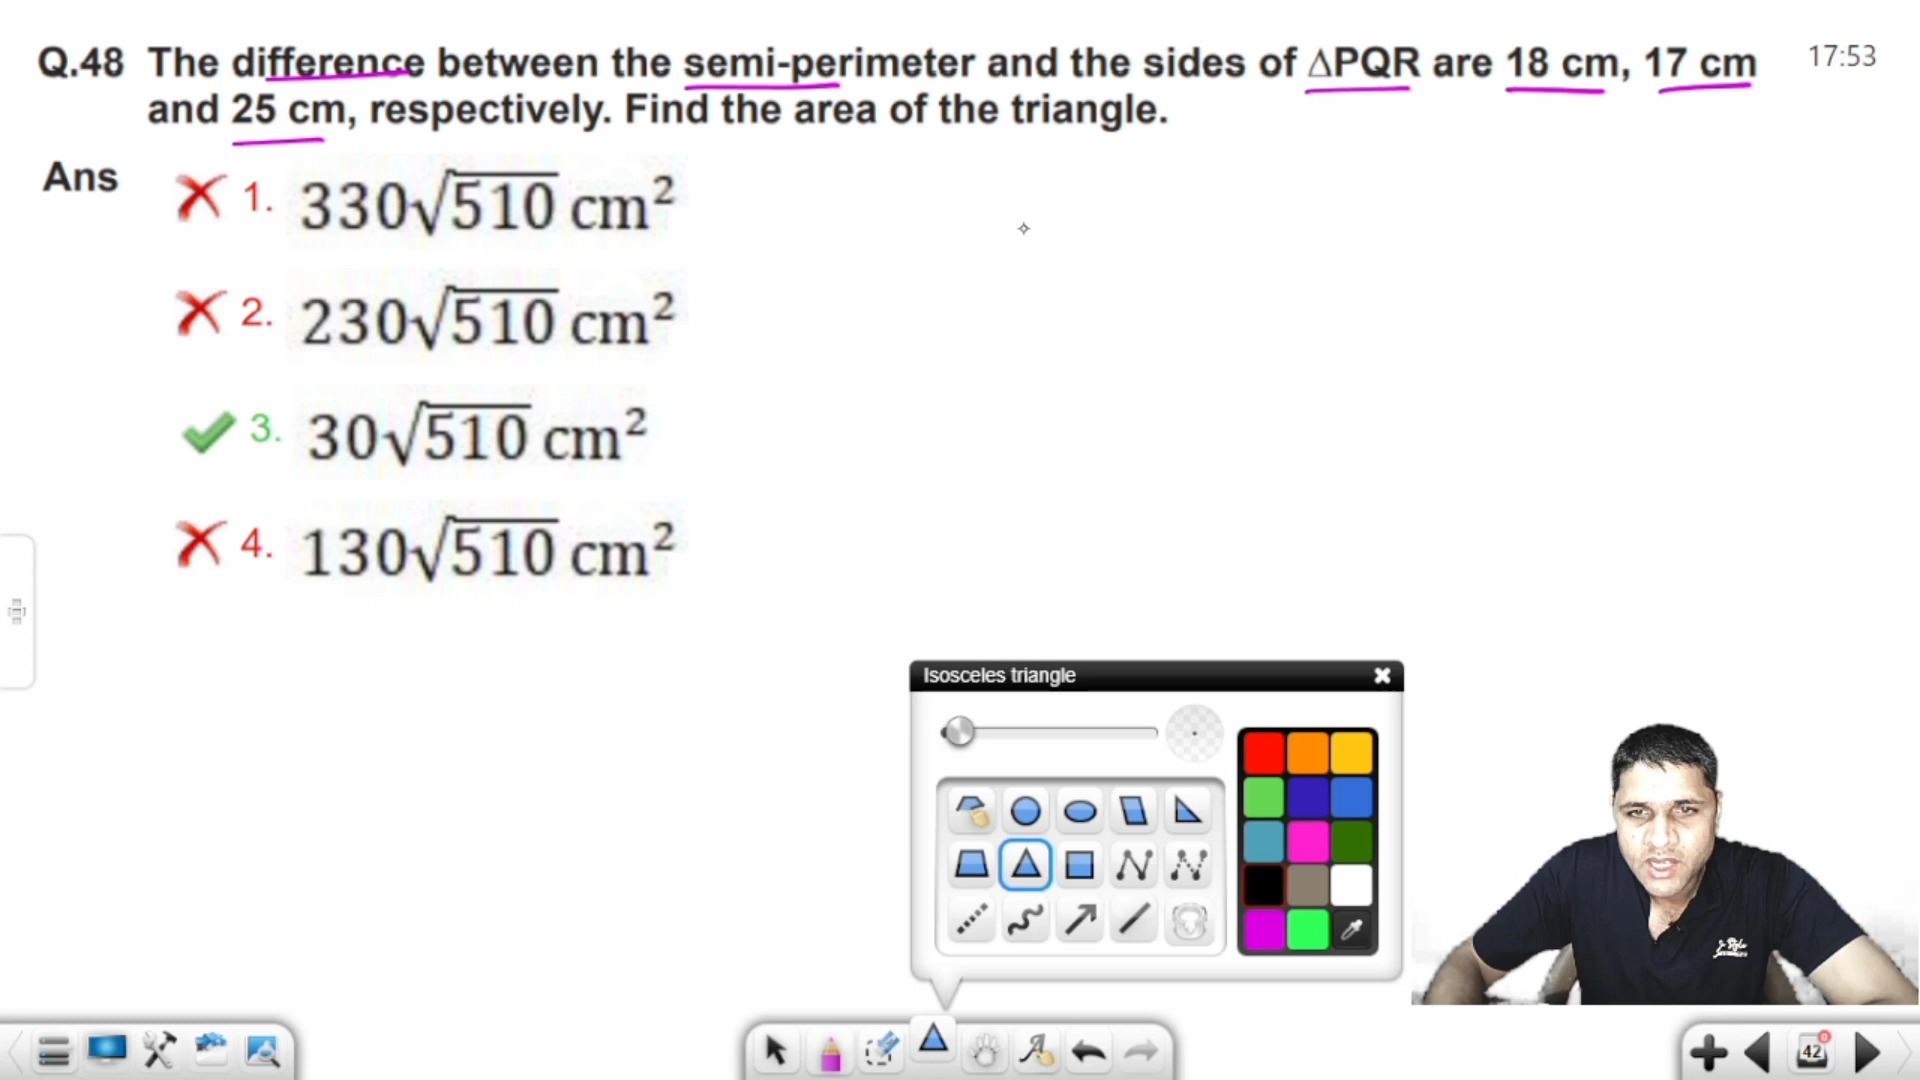 Q.48 The difference between the semi-perimeter and the sides of ΔPQR are 18 cm, 17 cm
17:53
and 25 cm, respectively. Find the area of the triangle.
Ans
1. 330√510 cm²
2. 230√510 cm²
3. 30√510 cm²
4. 130√510 cm²
Isosceles triangle
42